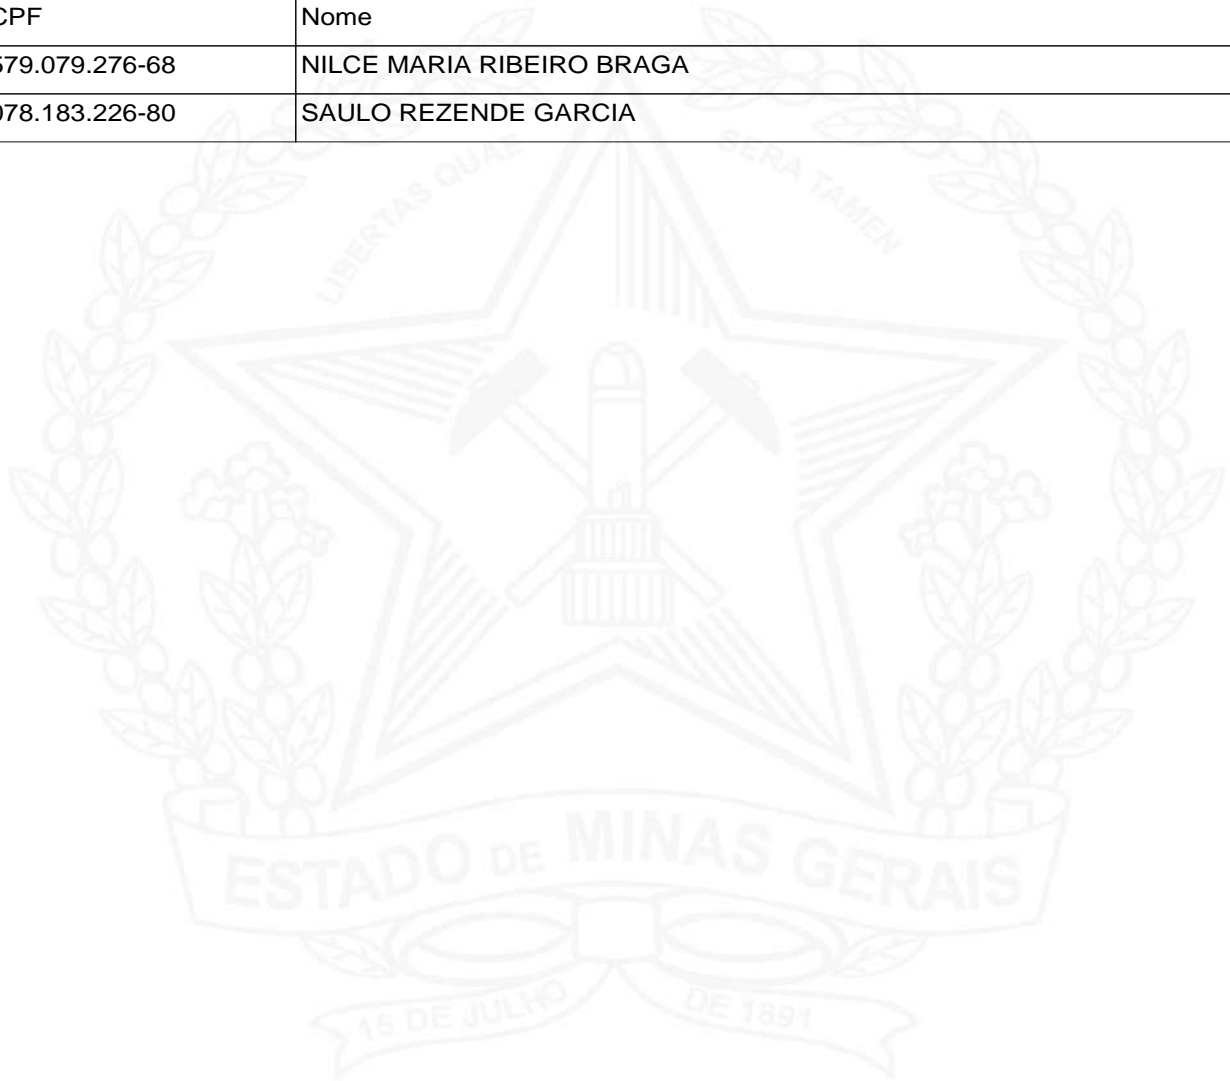 CPF Nome
579.079.276-68 NILCE MARIA RIBEIRO BRAGA
078.183.226-80 SAULO REZENDE GARCIA
LIBERTAS QUAE SERA TAMEN
ESTADO DE MINAS GERAIS
15 DE JULHO DE 1891